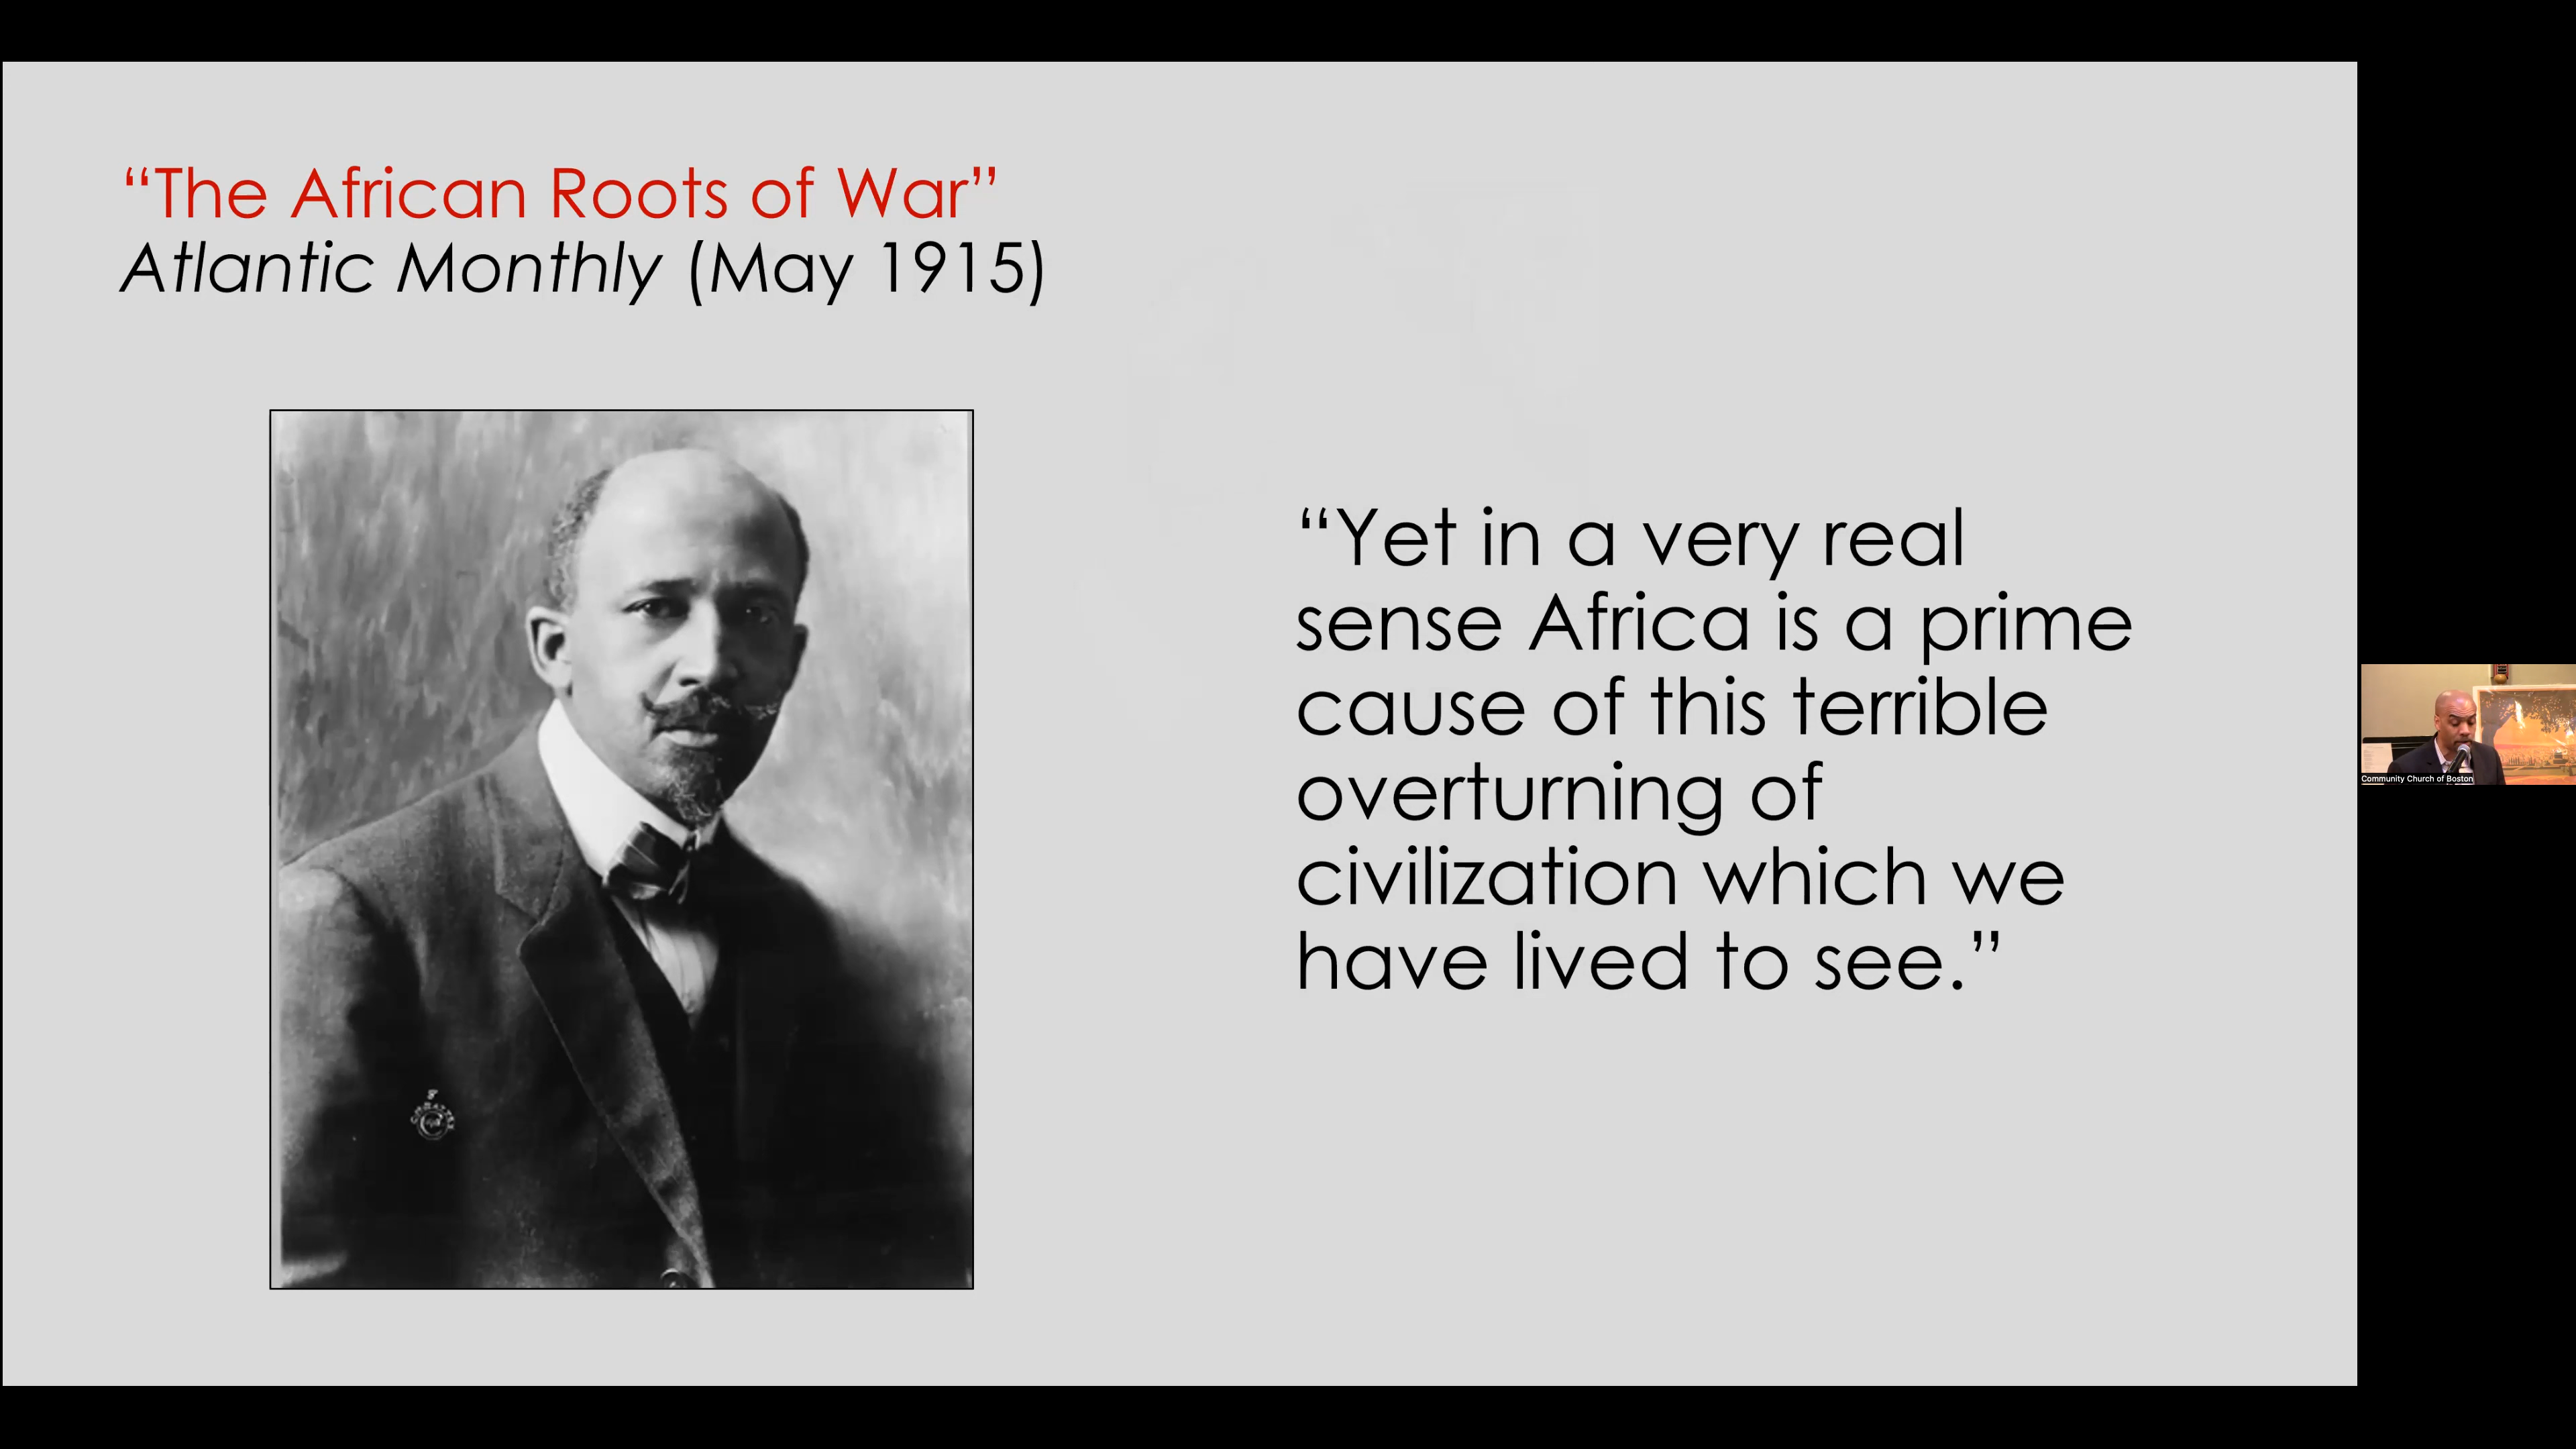 “The African Roots of War”
Atlantic Monthly (May 1915)
“Yet in a very real
sense Africa is a prime
cause of this terrible
overturning of
civilization which we
have lived to see.”
Community Church of Boston